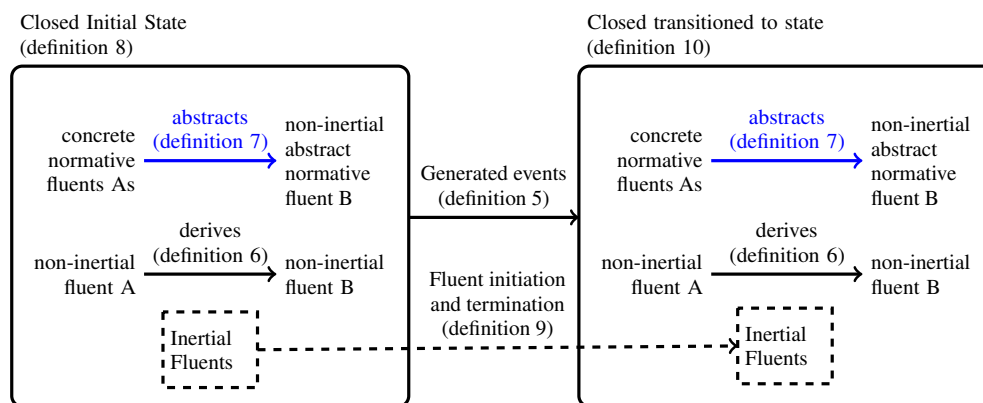 Closed Initial State
(definition 8)
concrete
normative
fluents As
abstracts
(definition 7)
non-inertial
abstract
normative
fluent B
non-inertial
fluent A
derives
(definition 6)
non-inertial
fluent B
Inertial
Fluents
Generated events
(definition 5)
Fluent initiation
and termination
(definition 9)
Closed transitioned to state
(definition 10)
concrete
normative
fluents As
abstracts
(definition 7)
non-inertial
abstract
normative
fluent B
non-inertial
fluent A
derives
(definition 6)
non-inertial
fluent B
Inertial
Fluents